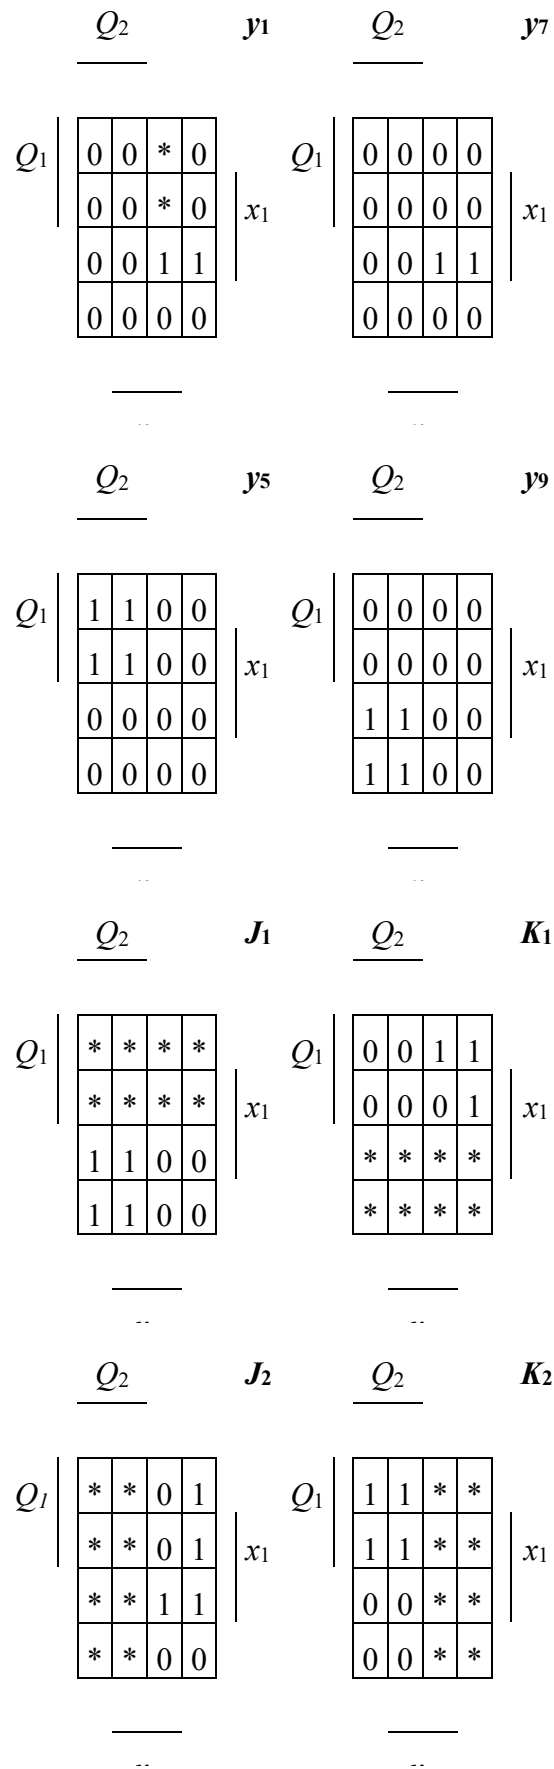 Q2 y1 Q2 y7
Q1 0 0 * 0 Q1 0 0 0 0
0 0 * 0 x1 0 0 0 0 x1
0 0 1 1 0 0 1 1
0 0 0 0 0 0 0 0
Q2 y5 Q2 y9
Q1 1 1 0 0 Q1 0 0 0 0
1 1 0 0 x1 0 0 0 0 x1
0 0 0 0 1 1 0 0
0 0 0 0 1 1 0 0
Q2 J1 Q2 K1
Q1 * * * * Q1 0 0 1 1
* * * * x1 0 0 0 1 x1
1 1 0 0 * * * *
1 1 0 0 * * * *
Q2 J2 Q2 K2
Q1 * * 0 1 Q1 1 1 * *
* * 0 1 x1 1 1 * * x1
* * 1 1 0 0 * *
* * 0 0 0 0 * *